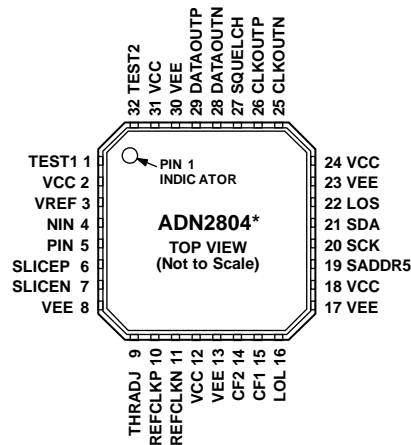 32 TEST2
31 VCC
30 VEE
29 DATAOUTP
28 DATAOUTN
27 SQUELCH
26 CLKOUTP
25 CLKOUTN
TEST1 1
VCC 2
VREF 3
NIN 4
PIN 5
SLICEP 6
SLICEN 7
VEE 8
PIN 1
INDICATOR
ADN2804*
TOP VIEW
(Not to Scale)
24 VCC
23 VEE
22 LOS
21 SDA
20 SCK
19 SADDR5
18 VCC
17 VEE
THRADJ 9
REFCLKP 10
REFCLKN 11
VCC 12
VEE 13
CF2 14
CF1 15
LOL 16